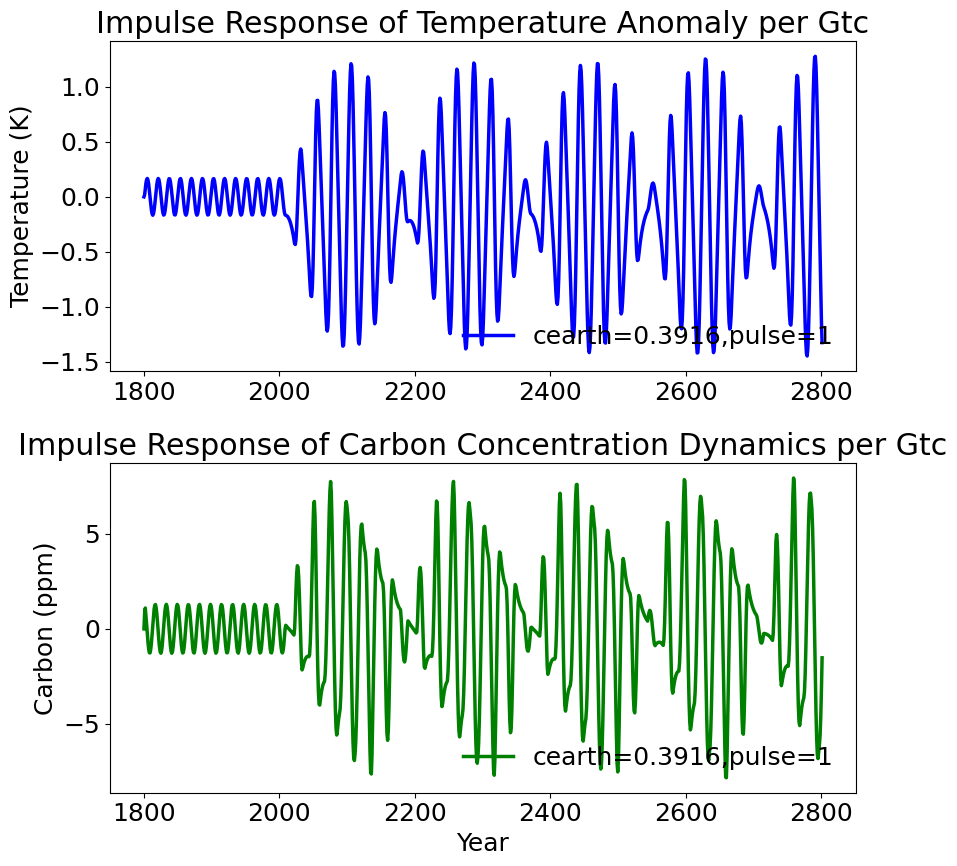 Impulse Response of Temperature Anomaly per Gtc
Temperature (K)
1.0
0.5
0.0
−0.5
−1.0
−1.5
cearth=0.3916,pulse=1
1800 2000 2200 2400 2600 2800
Impulse Response of Carbon Concentration Dynamics per Gtc
Carbon (ppm)
5
0
−5
cearth=0.3916,pulse=1
1800 2000 2200 2400 2600 2800
Year